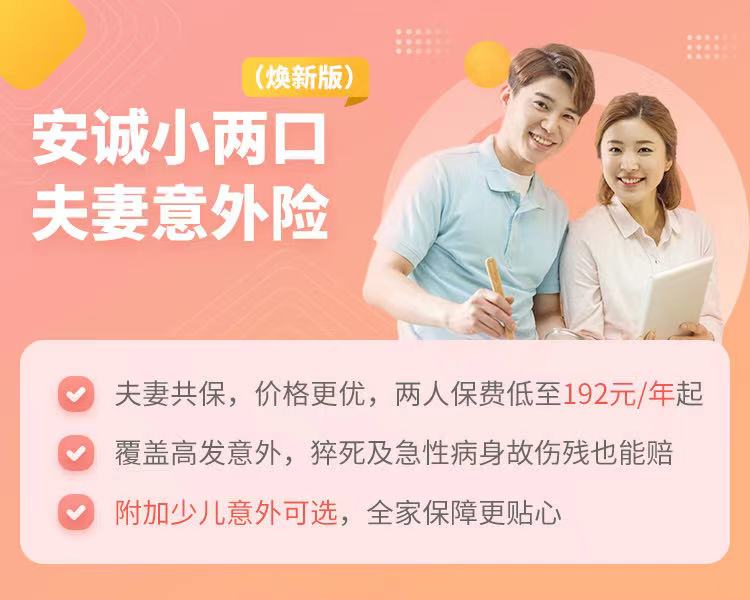 （焕新版）
安诚小两口
夫妻意外险
夫妻共保，价格更优，两人保费低至192元/年起
覆盖高发意外，猝死及急性病身故伤残也能赔
附加少儿意外可选，全家保障更贴心